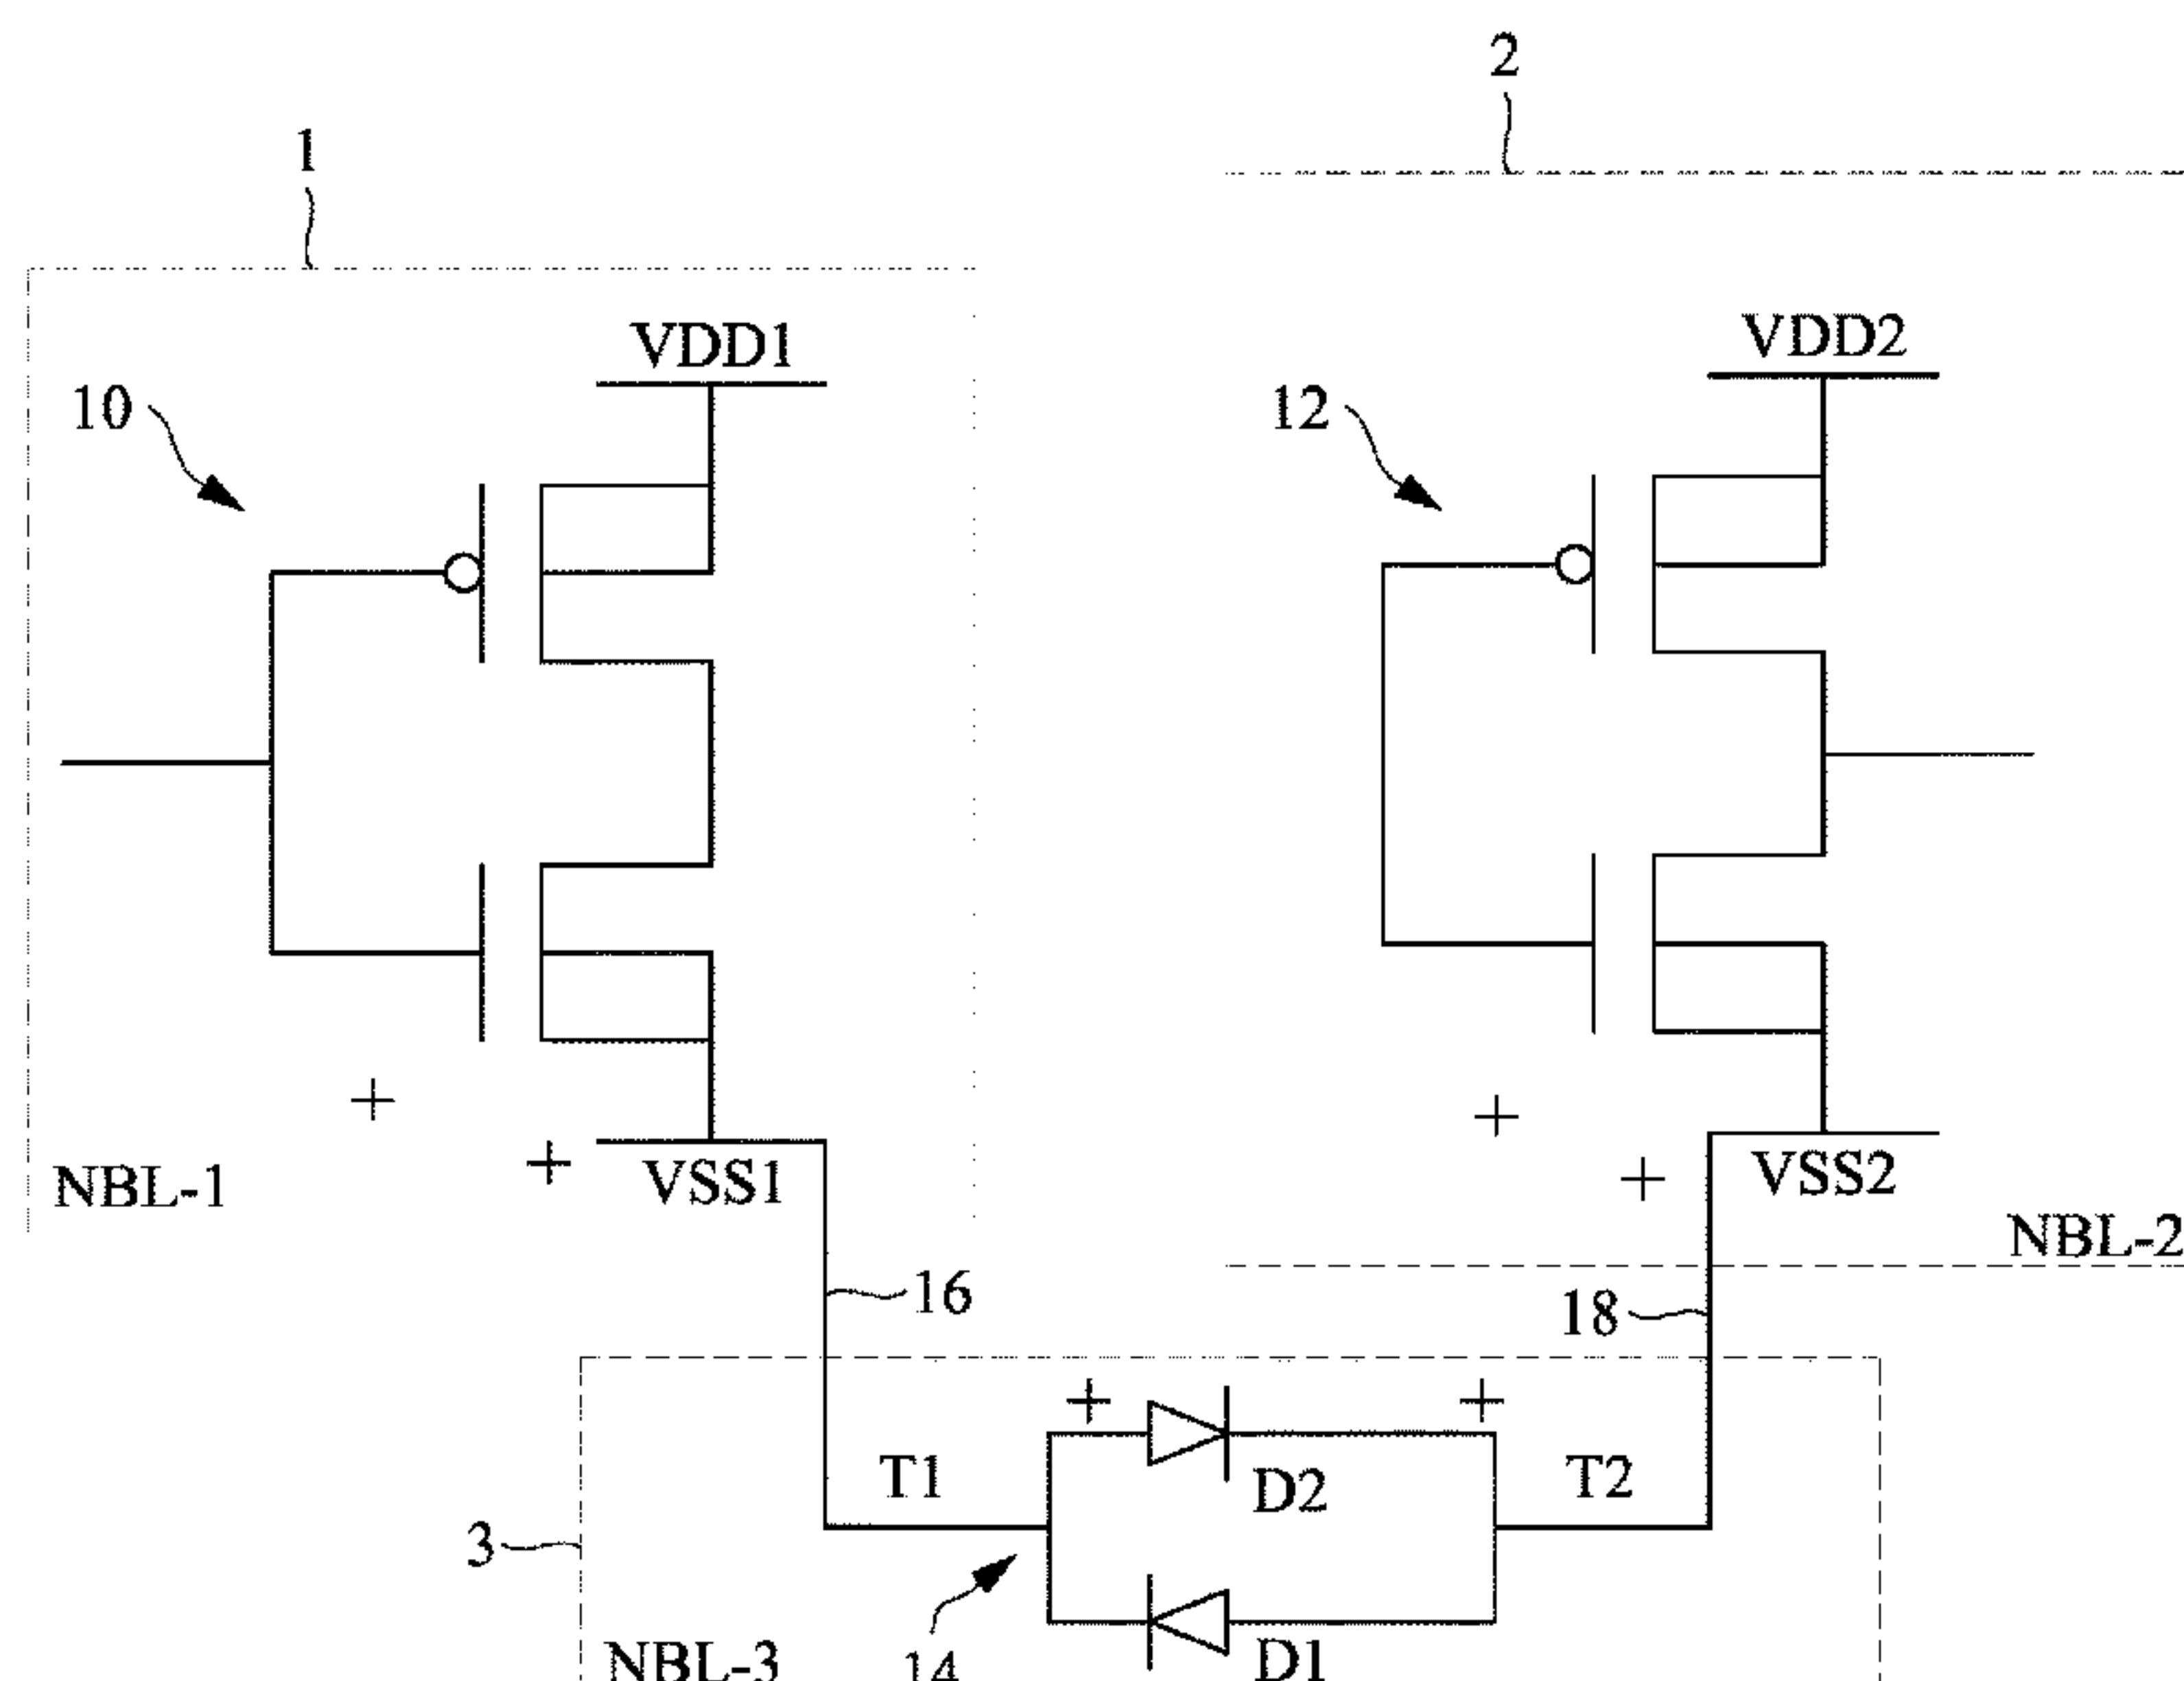 2
1
VDD1
VDD2
10
12
+
+
+
+
NBL-1
VSS1
VSS2
NBL-2
16
18
+
+
T1
D2
T2
3
14
NBL-3
D1